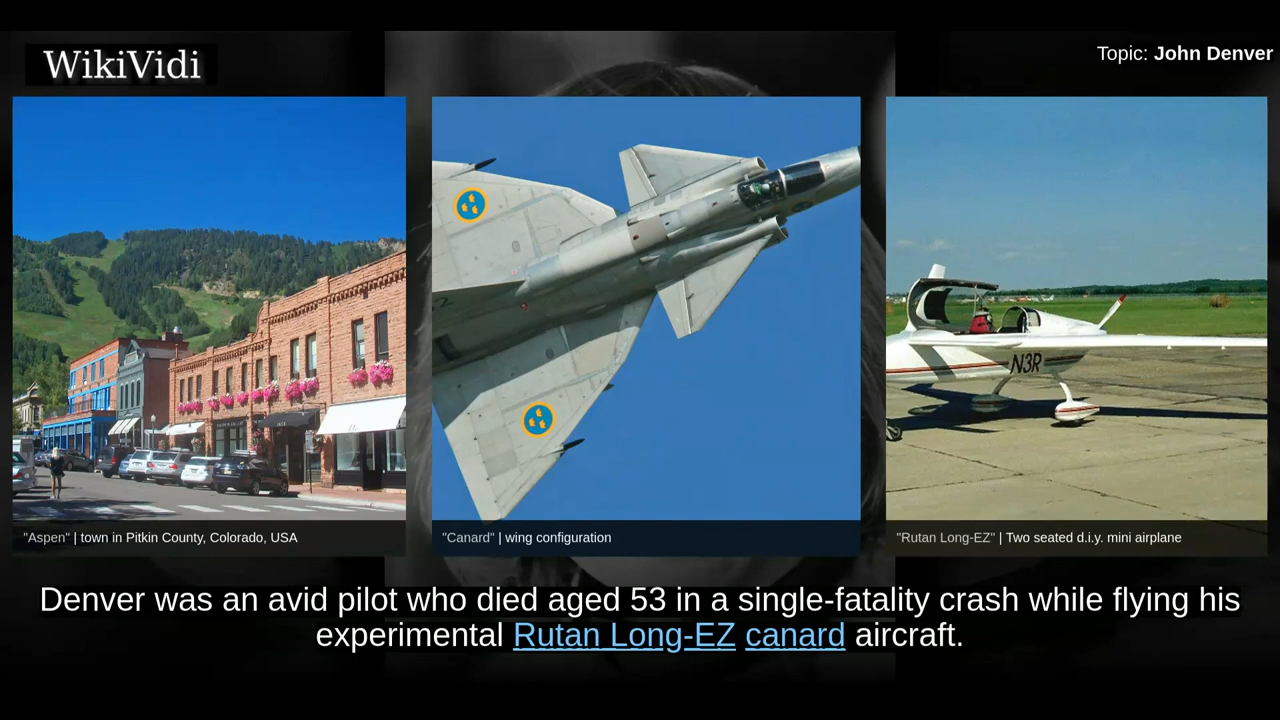 WikiVidi
Topic: John Denver
N3R
"Aspen" | town in Pitkin County, Colorado, USA
"Canard" | wing configuration
"Rutan Long-EZ" | Two seated d.i.y. mini airplane
Denver was an avid pilot who died aged 53 in a single-fatality crash while flying his
experimental Rutan Long-EZ canard aircraft.